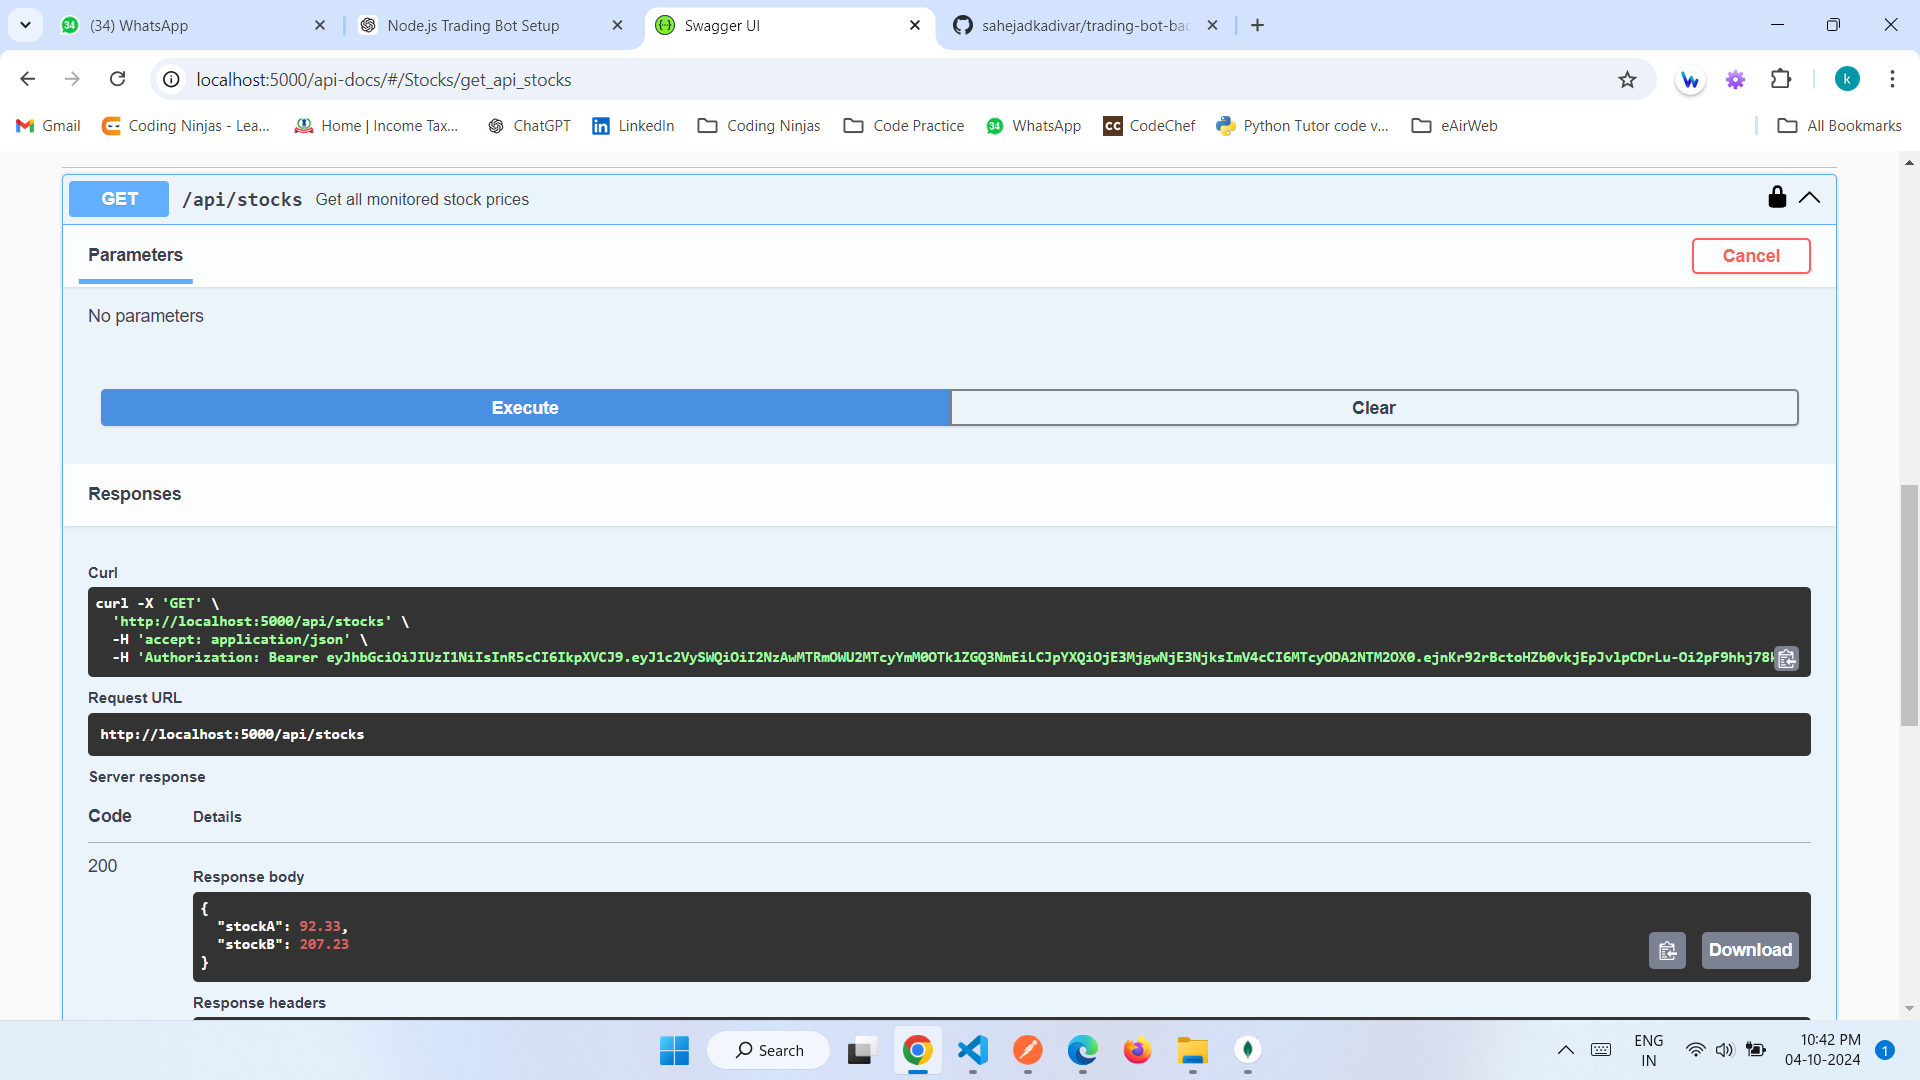 34 (34) WhatsApp
Node.js Trading Bot Setup
Swagger UI
sahejadkadivar/trading-bot-bac
localhost:5000/api-docs/#/Stocks/get_api_stocks
k
Gmail
Coding Ninjas - Lea...
Home | Income Tax...
ChatGPT
LinkedIn
Coding Ninjas
Code Practice
34 WhatsApp
CC CodeChef
Python Tutor code v...
eAirWeb
All Bookmarks
GET /api/stocks Get all monitored stock prices
Parameters
Cancel
No parameters
Execute
Clear
Responses
Curl
curl -X 'GET' \
'http://localhost:5000/api/stocks' \
-H 'accept: application/json' \
-H 'Authorization: Bearer
Request URL
http://localhost:5000/api/stocks
Server response
Code Details
200
Response body
{
"stockA": 92.33,
"stockB": 207.23
}
Download
Response headers
Search
ENG
IN
10:42 PM
04-10-2024
1